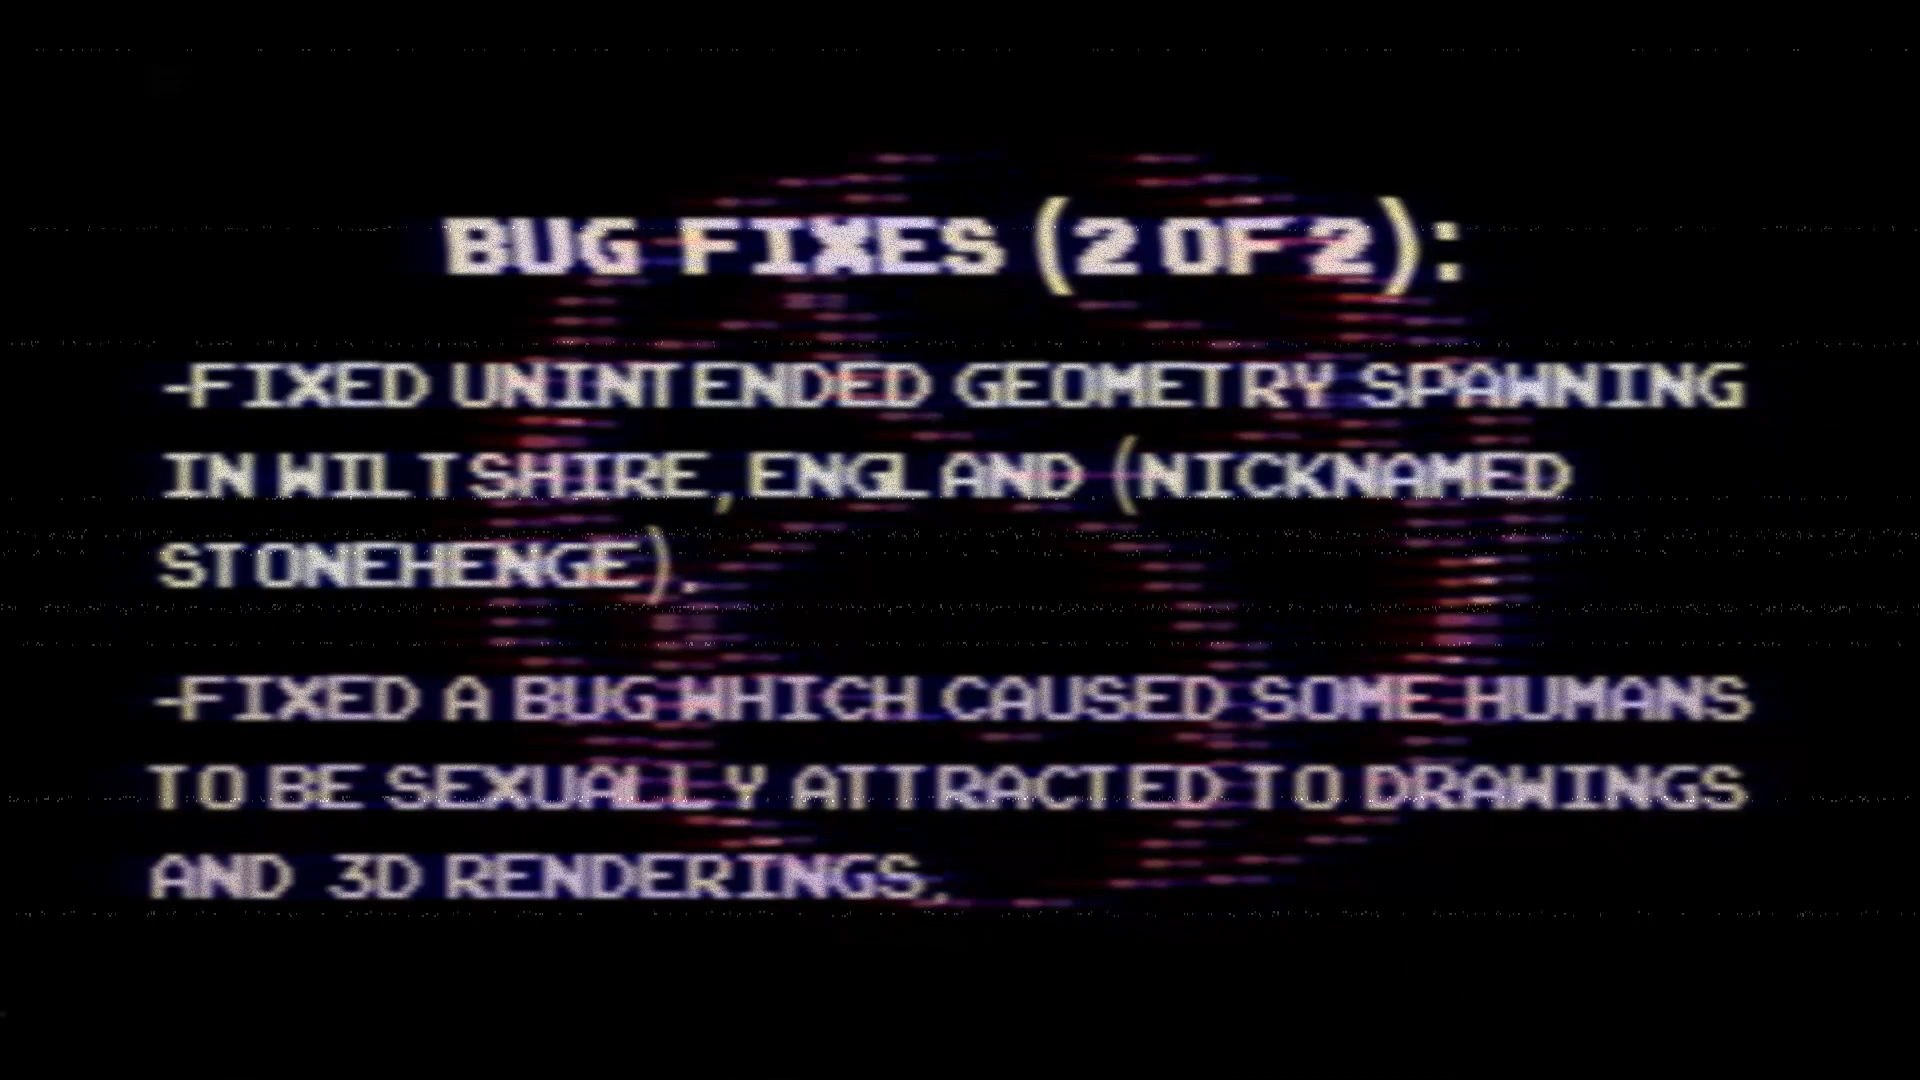 BUG FIXES (2 OF 2):
-FIXED UNINTENDED GEOMETRY SPAWNING
IN WILTSHIRE, ENGLAND (NICKNAMED
STONEHENGE).
-FIXED A BUG WHICH CAUSED SOME HUMANS
TO BE SEXUALLY ATTRACTED TO DRAWINGS
AND 3D RENDERINGS.